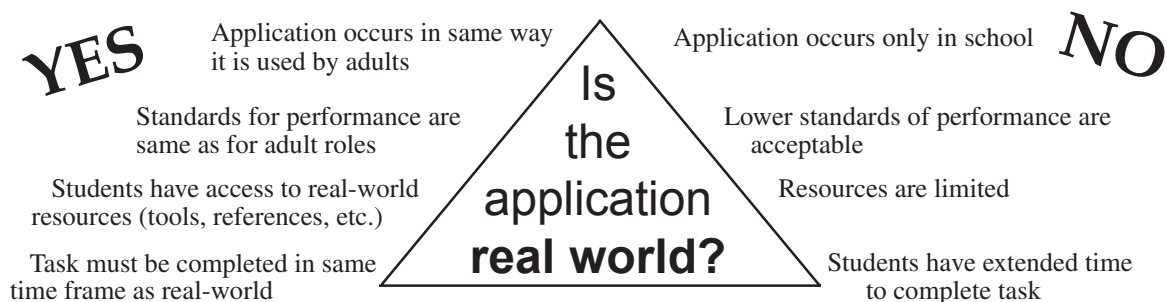 YES
Application occurs in same way
it is used by adults
Standards for performance are
same as for adult roles
Students have access to real-world
resources (tools, references, etc.)
Task must be completed in same
time frame as real-world
Is
the
application
real world?
NO
Application occurs only in school
Lower standards of performance are
acceptable
Resources are limited
Students have extended time
to complete task